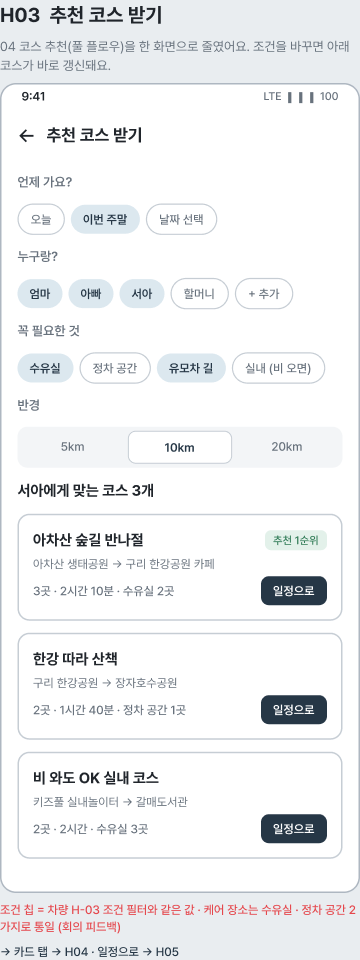 H03 추천 코스 받기
04 코스 추천(풀 플로우)을 한 화면으로 줄였어요. 조건을 바꾸면 아래
코스가 바로 갱신돼요.
9:41 LTE ▌▌▌ 100
← 추천 코스 받기
언제 가요?
오늘 이번 주말 날짜 선택
누구랑?
엄마 아빠 서아 할머니 + 추가
꼭 필요한 것
수유실 정차 공간 유모차 길 실내 (비 오면)
반경
5km 10km 20km
서아에게 맞는 코스 3개
아차산 숲길 반나절 추천 1순위
아차산 생태공원 → 구리 한강공원 카페
3곳 · 2시간 10분 · 수유실 2곳 일정으로
한강 따라 산책
구리 한강공원 → 장자호수공원
2곳 · 1시간 40분 · 정차 공간 1곳 일정으로
비 와도 OK 실내 코스
키즈풀 실내놀이터 → 갈매도서관
2곳 · 2시간 · 수유실 3곳 일정으로
조건 칩 = 차량 H-03 조건 필터와 같은 값 · 케어 장소는 수유실 · 정차 공간 2
가지로 통일 (회의 피드백)
→ 카드 탭 → H04 · 일정으로 → H05